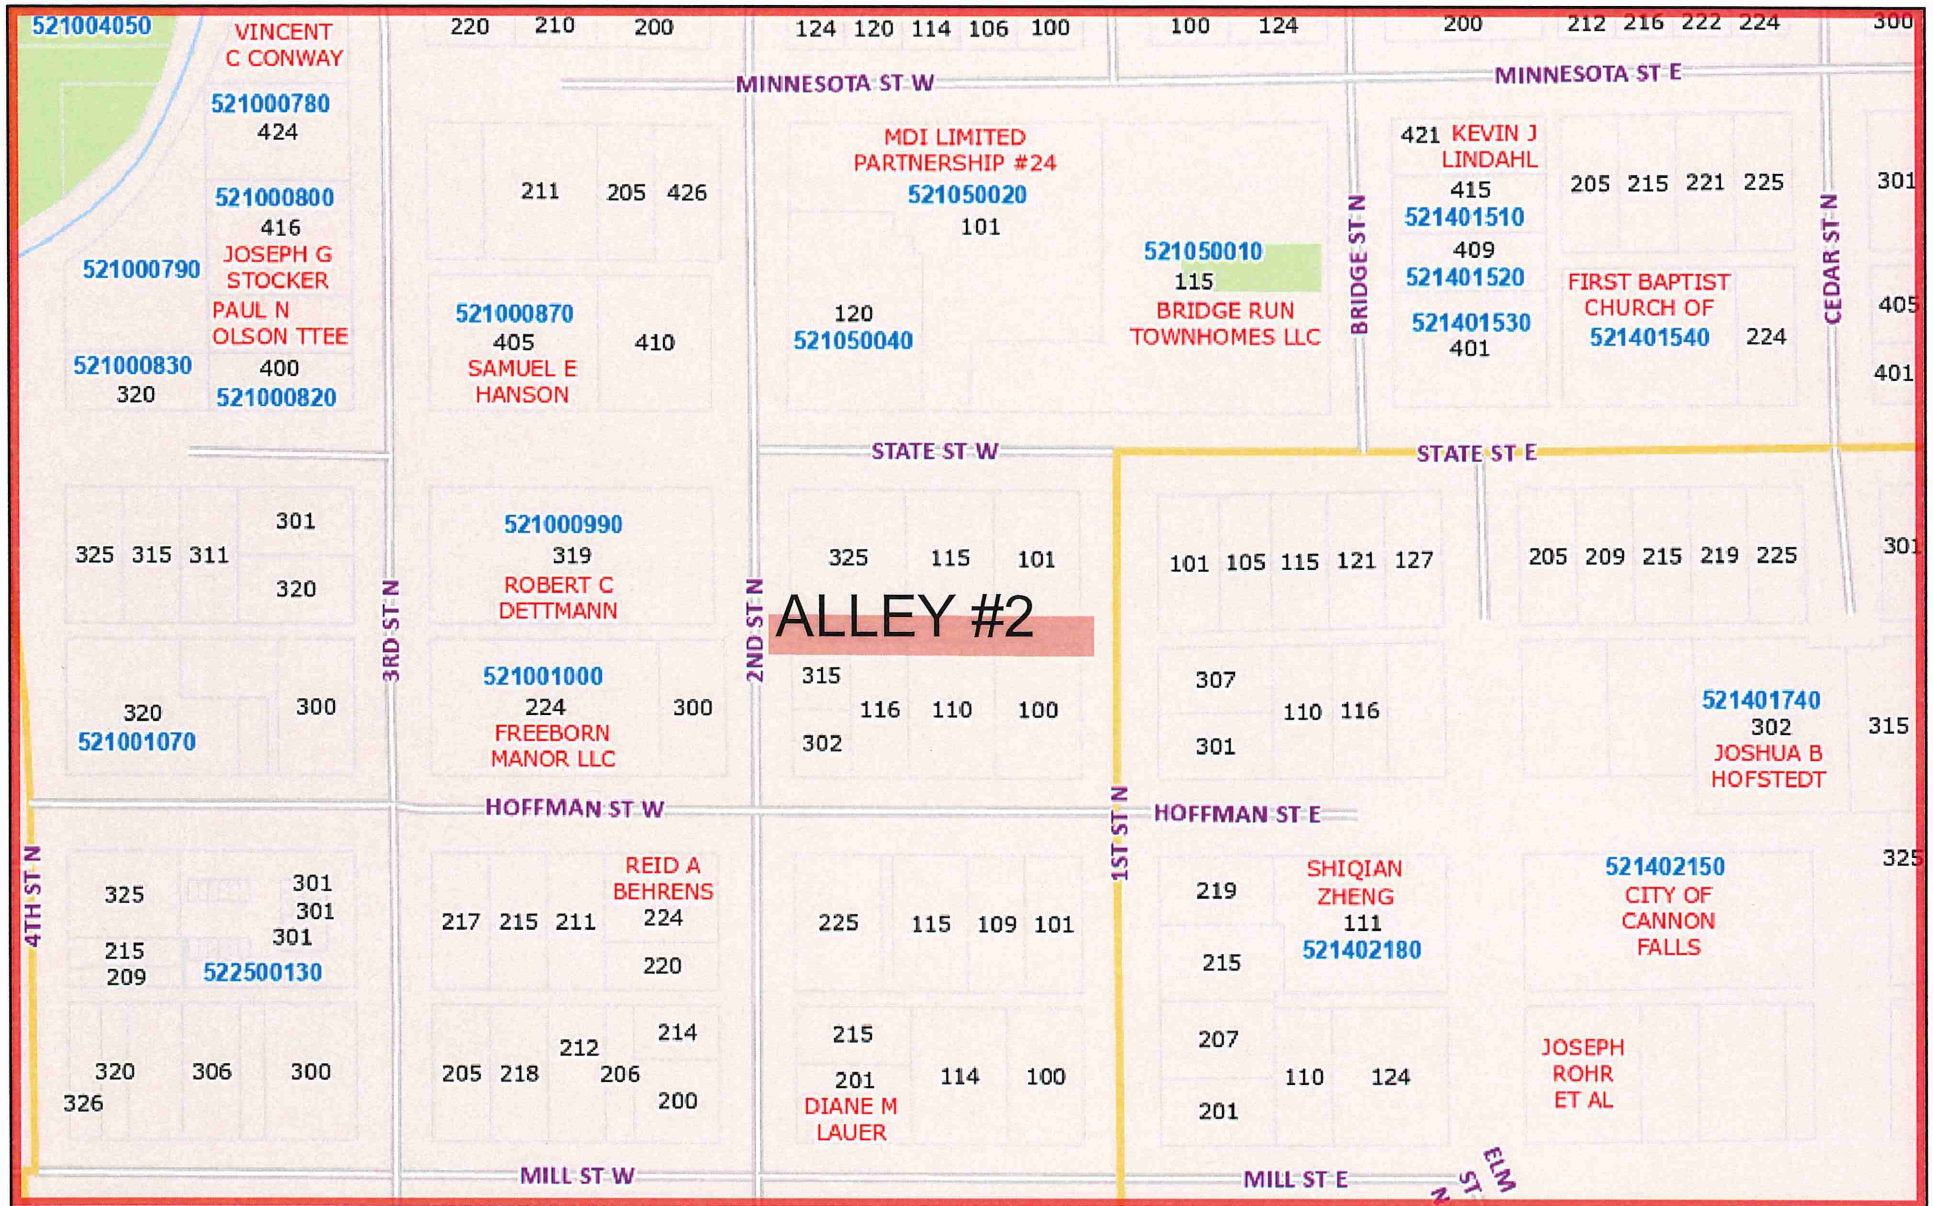 521004050
VINCENT
C CONWAY
220 210 200
124 120 114 106 100
100 124
200
212 216 222 224
300
MINNESOTA ST W
MINNESOTA ST E
521000780
424
521000800
416
JOSEPH G
STOCKER
521000790
PAUL N
OLSON TTEE
400
521000820
521000830
320
211 205 426
521000870
405
SAMUEL E
HANSON
410
MDI LIMITED
PARTNERSHIP #24
521050020
101
120
521050040
521050010
115
BRIDGE RUN
TOWNHOMES LLC
BRIDGE ST N
421 KEVIN J
LINDAHL
415
521401510
409
521401520
521401530
401
205 215 221 225
FIRST BAPTIST
CHURCH OF
521401540
224
CEDAR ST N
301
405
401
STATE ST W
STATE ST E
325 315 311
301
320
3RD ST N
521000990
319
ROBERT C
DETTMANN
2ND ST N
325 115 101
ALLEY #2
101 105 115 121 127
205 209 215 219 225
301
320
521001070
300
521001000
224
FREEBORN
MANOR LLC
300
315
116 110 100
302
307
110 116
301
521401740
302
JOSHUA B
HOFSTEDT
315
HOFFMAN ST W
1ST ST N
HOFFMAN ST E
4TH ST N
325
301
301
301
215
209
522500130
217 215 211
REID A
BEHRENS
224
220
225 115 109 101
219
215
SHIQIAN
ZHENG
111
521402180
521402150
CITY OF
CANNON
FALLS
325
320 306 300
326
205 218
212
206
214
200
215
201
DIANE M
LAUER
114 100
207
201
110 124
JOSEPH
ROHR
ET AL
MILL ST W
MILL ST E
ELM
ST
N